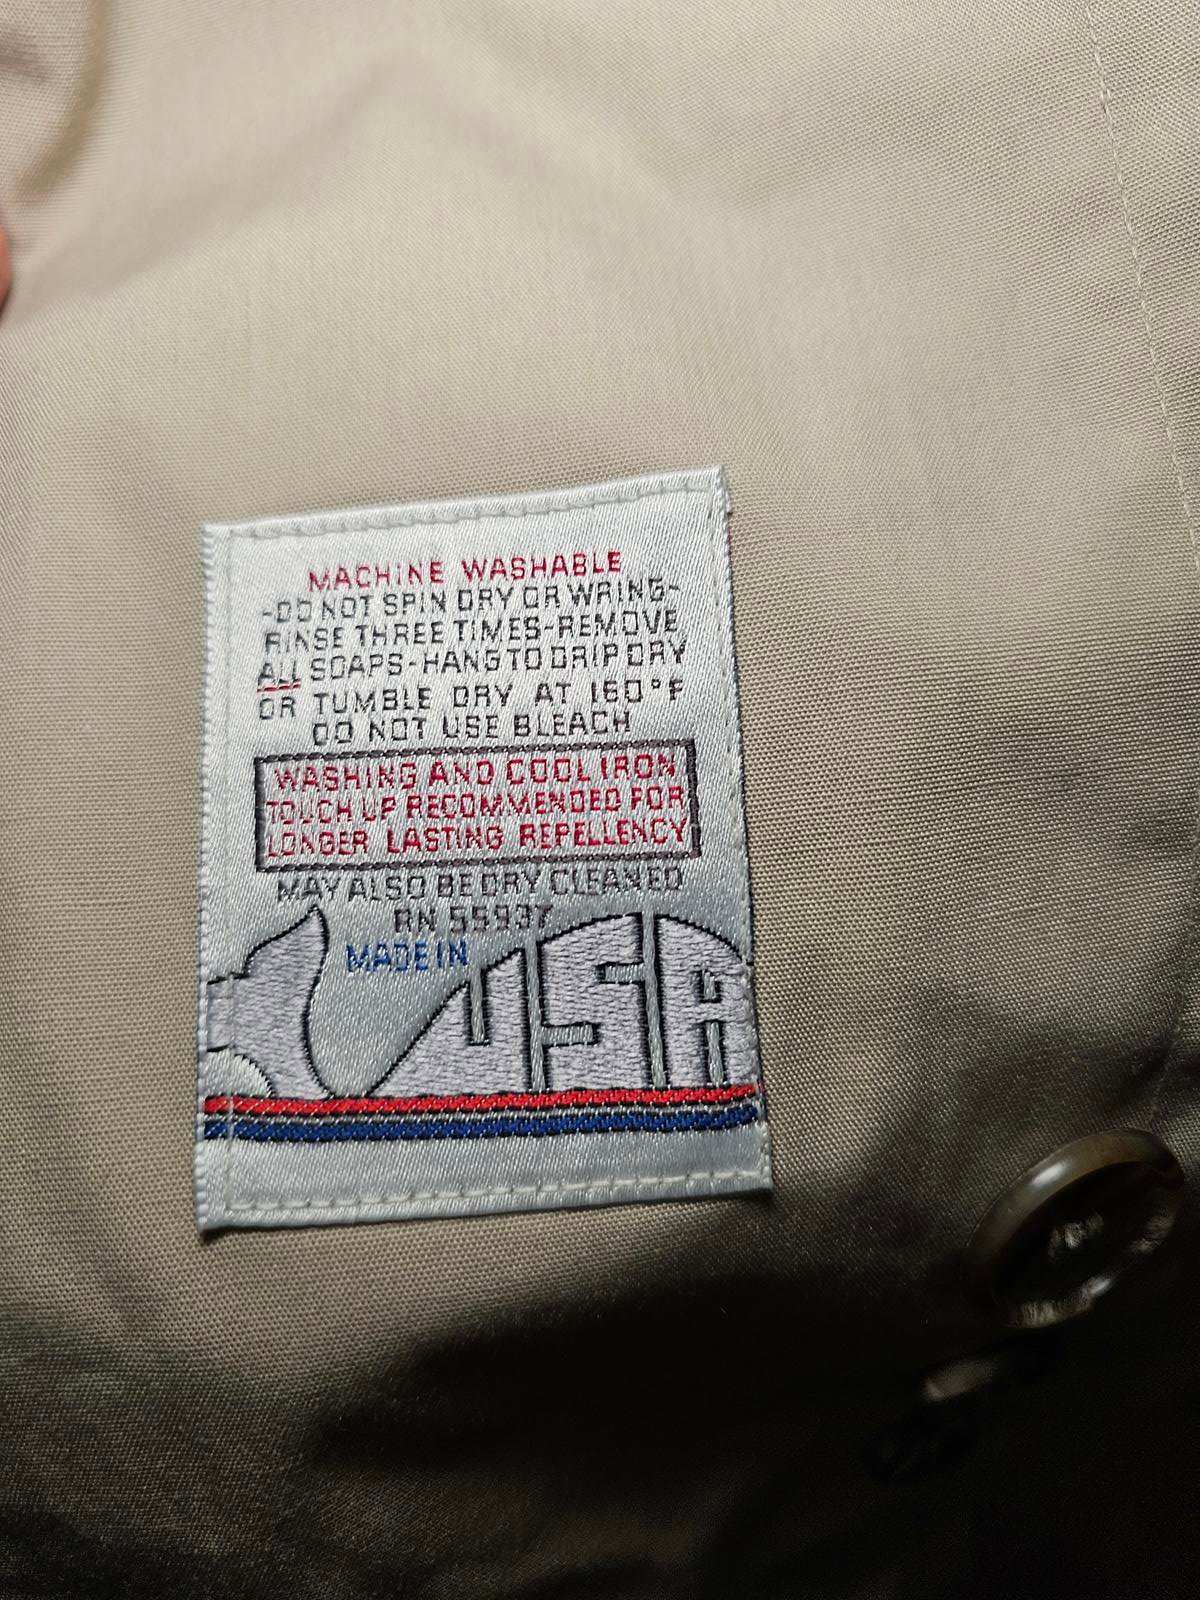 MACHINE WASHABLE
-DO NOT SPIN DRY OR WRING-
RINSE THREE TIMES-REMOVE
ALL SOAPS-HANG TO DRIP DRY
OR TUMBLE DRY AT 160°F
DO NOT USE BLEACH
WASHING AND COOL IRON
TOUCH UP RECOMMENDED FOR
LONGER LASTING REPELLENCY
MAY ALSO BE DRY CLEANED
RN 55937
MADE IN
USA